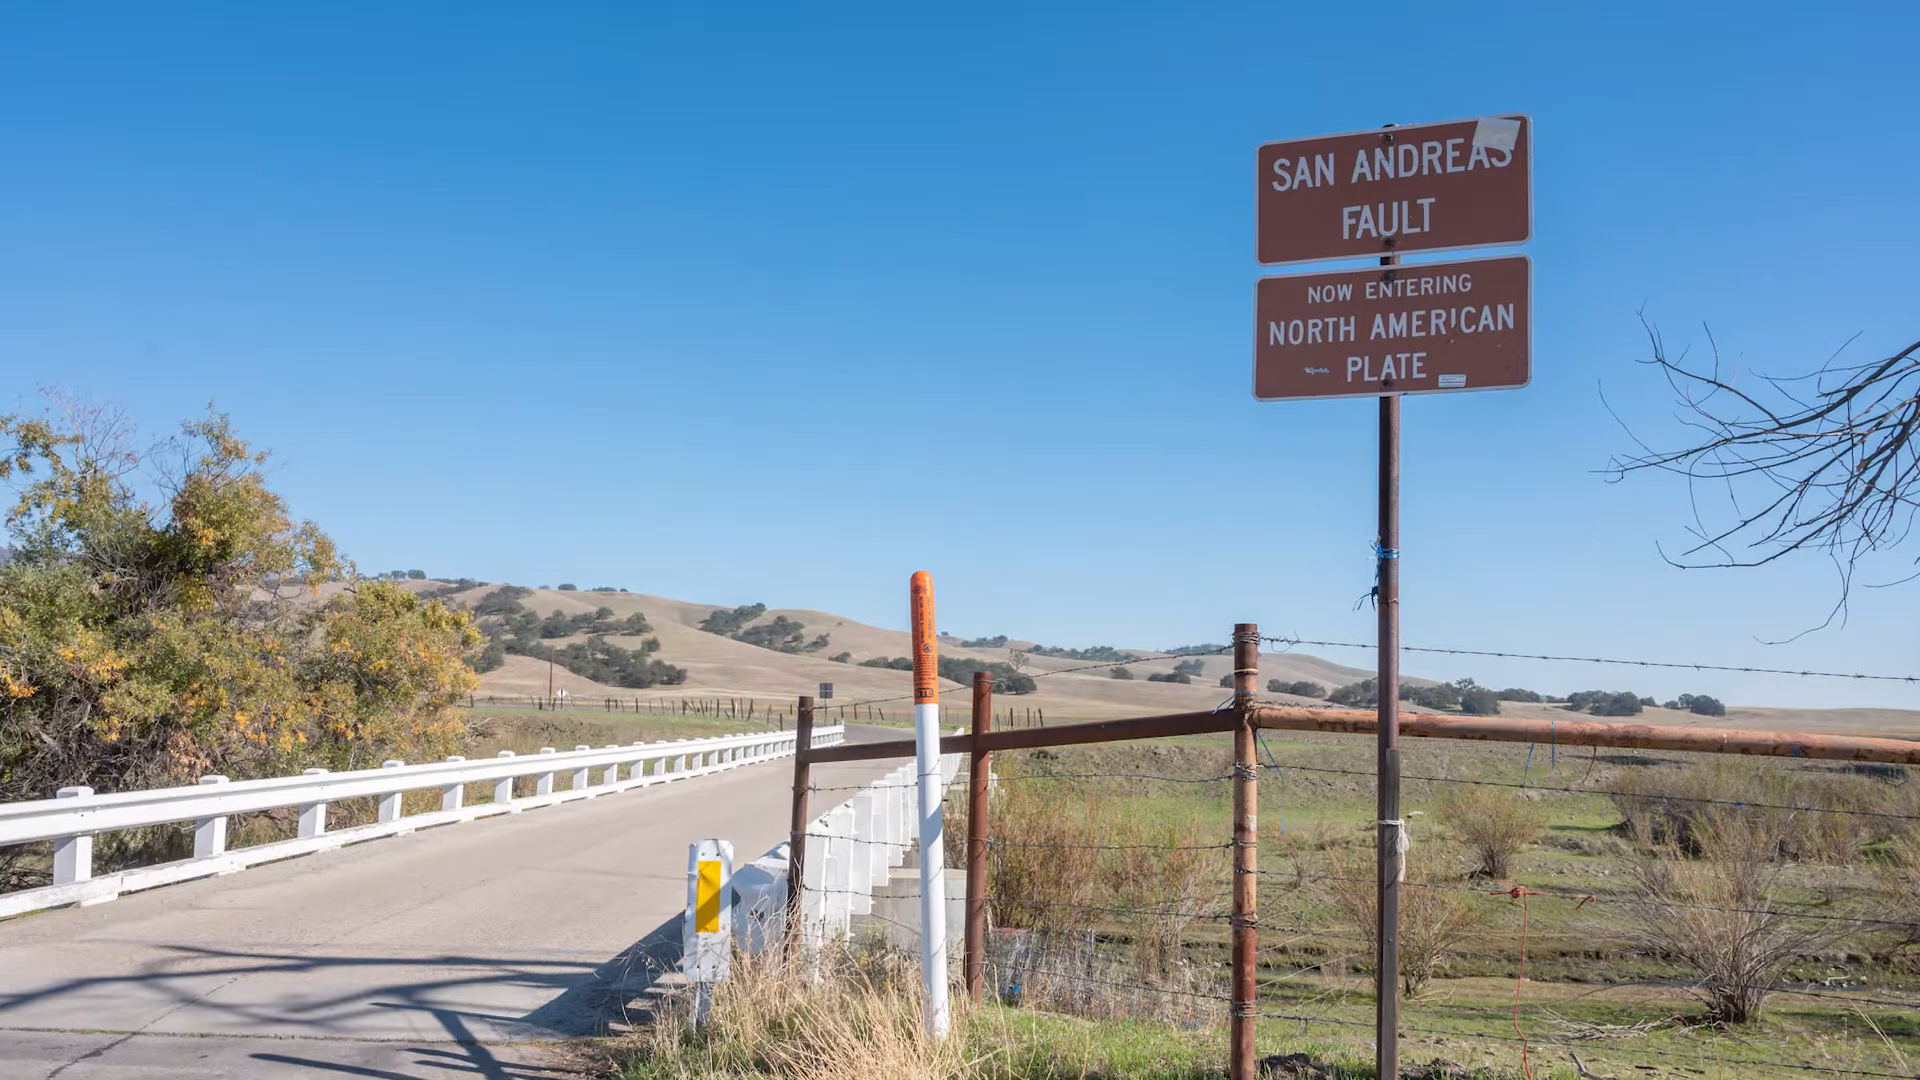 SAN ANDREAS
FAULT
NOW ENTERING
NORTH AMERICAN
PLATE